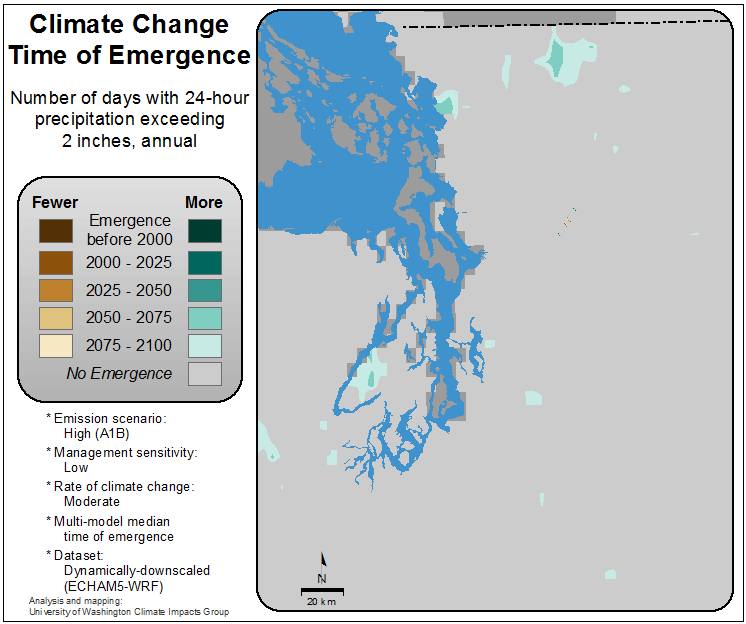 Climate Change
Time of Emergence
Number of days with 24-hour
precipitation exceeding
2 inches, annual
Fewer More
Emergence
before 2000
2000 - 2025
2025 - 2050
2050 - 2075
2075 - 2100
No Emergence
* Emission scenario:
High (A1B)
* Management sensitivity:
Low
* Rate of climate change:
Moderate
* Multi-model median
time of emergence
* Dataset:
Dynamically-downscaled
(ECHAM5-WRF)
Analysis and mapping:
University of Washington Climate Impacts Group
N
20 km